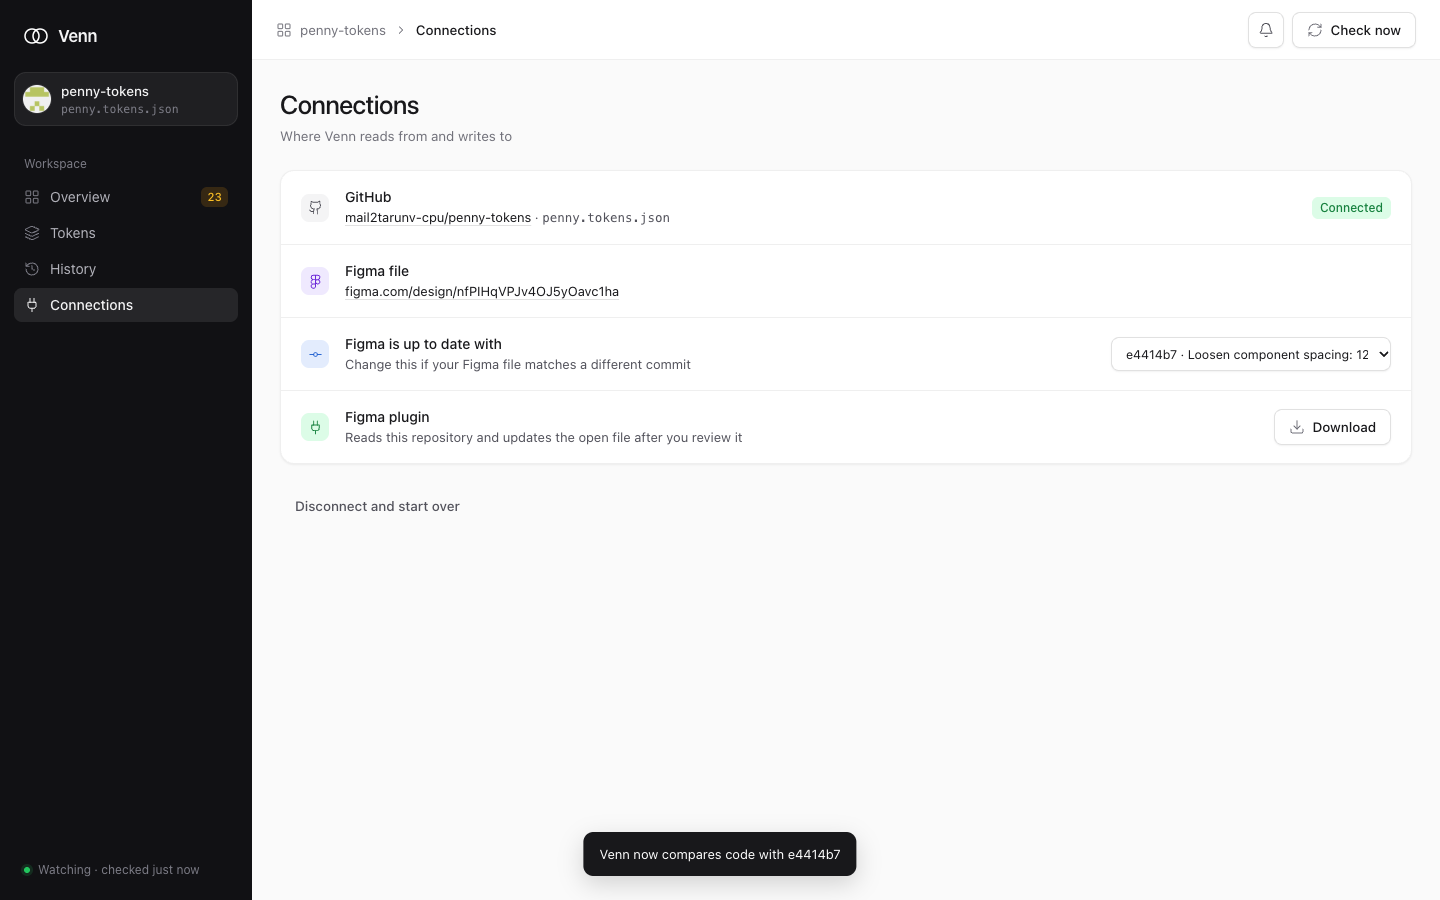 Venn
penny-tokens
penny.tokens.json
Workspace
Overview 23
Tokens
History
Connections
Watching · checked just now
penny-tokens > Connections
Check now
Connections
Where Venn reads from and writes to
GitHub
mail2tarunv-cpu/penny-tokens · penny.tokens.json
Connected
Figma file
figma.com/design/nfPIHqVPJv4OJ5yOavc1ha
Figma is up to date with
Change this if your Figma file matches a different commit
e4414b7 · Loosen component spacing: 12
Figma plugin
Reads this repository and updates the open file after you review it
Download
Disconnect and start over
Venn now compares code with e4414b7